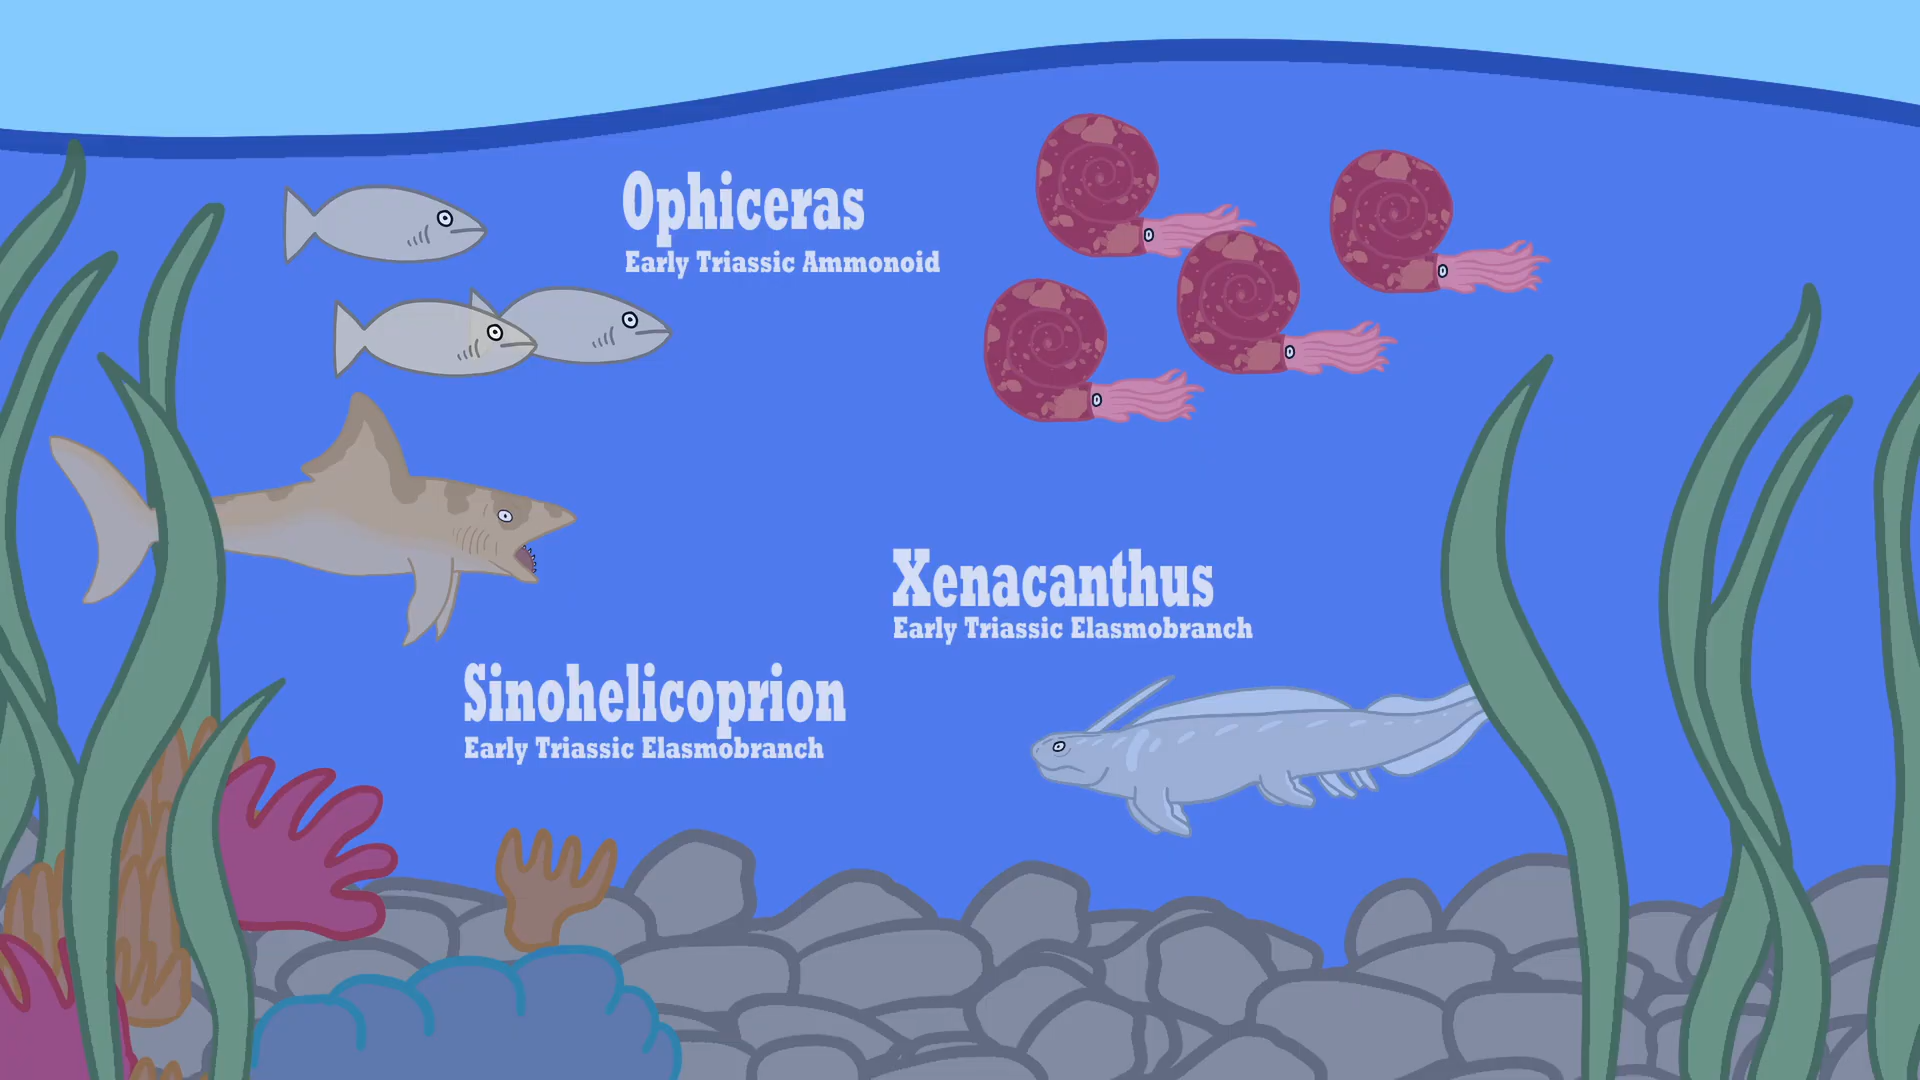 Ophiceras
Early Triassic Ammonoid
Xenacanthus
Early Triassic Elasmobranch
Sinohelicoprion
Early Triassic Elasmobranch